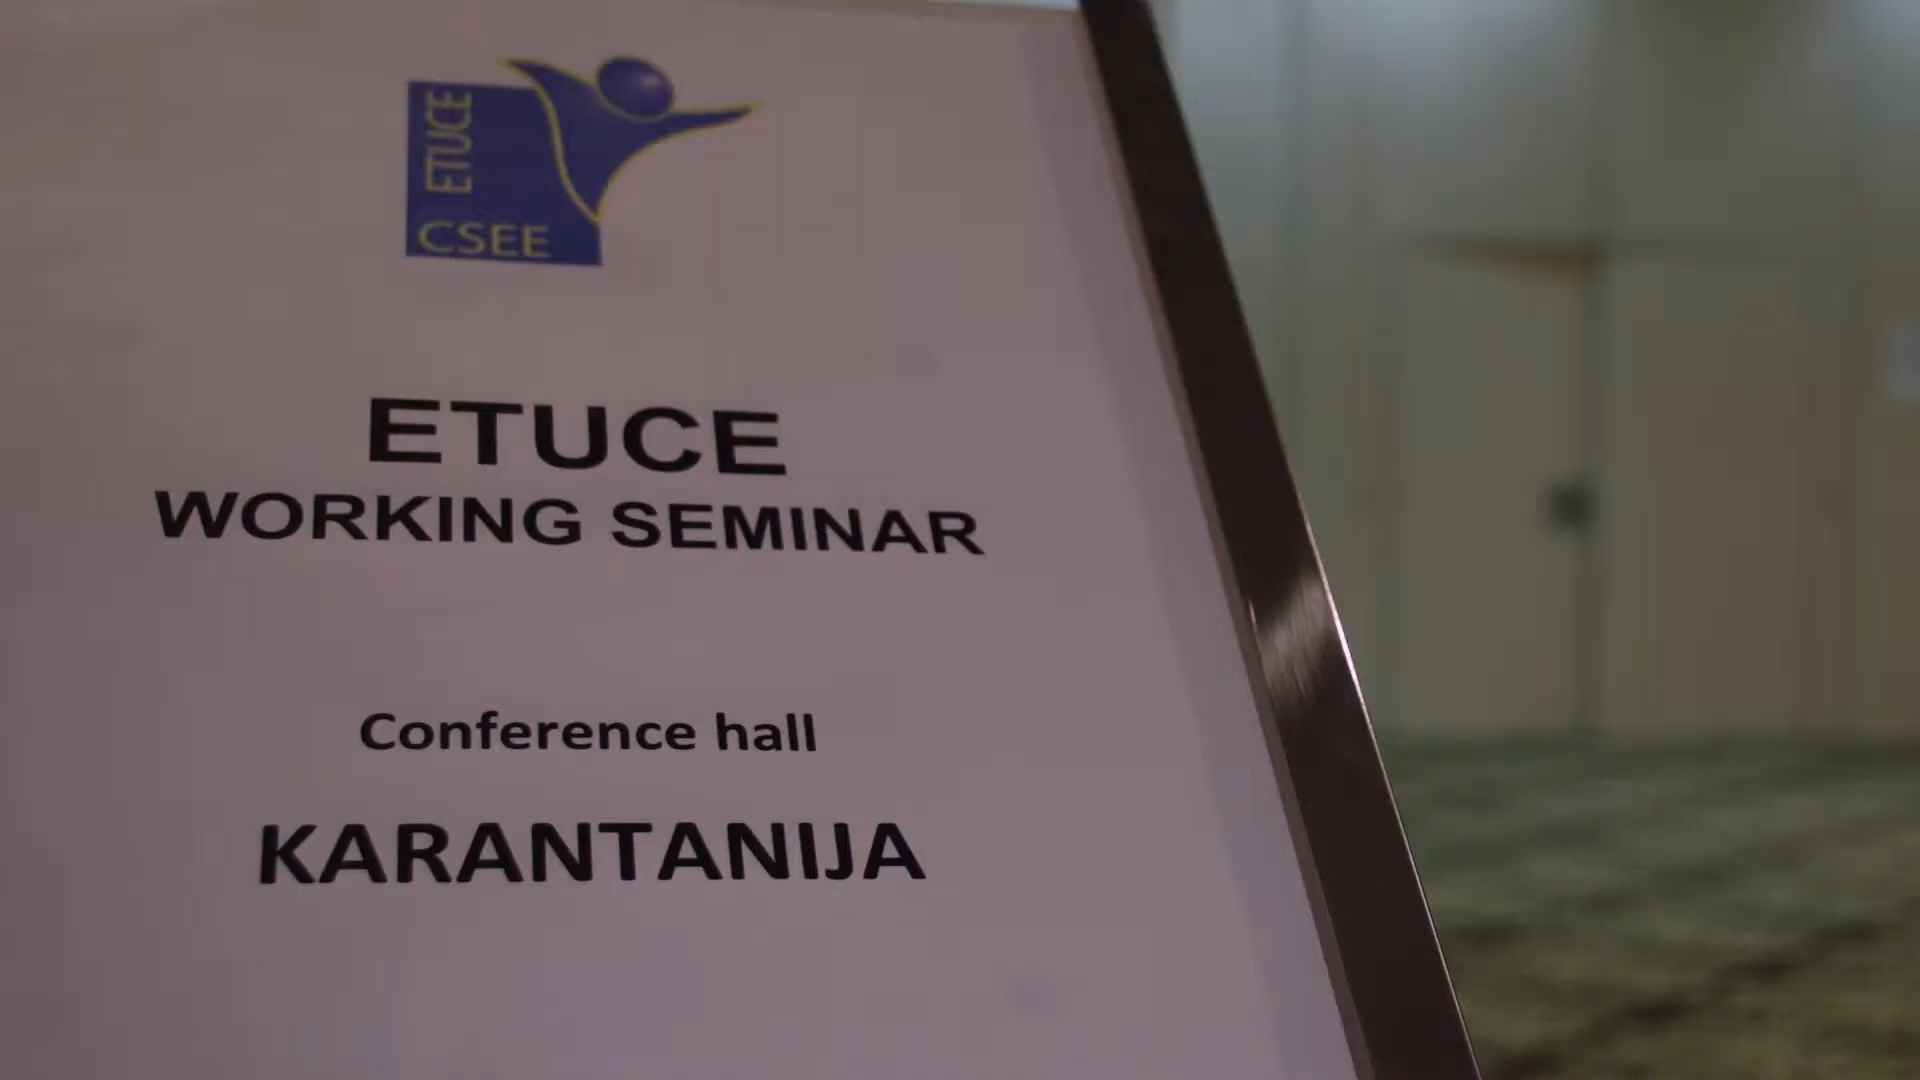 ETUCE
CSEE
ETUCE
WORKING SEMINAR
Conference hall
KARANTANIJA